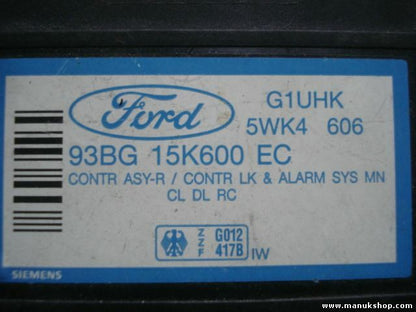 Ford
G1UHK
5WK4 606
93BG 15K600 EC
CONTR ASY-R / CONTR LK & ALARM SYS MN
CL DL RC
Z Z F
G012
417B
IW
SIEMENS
www.manukshop.com